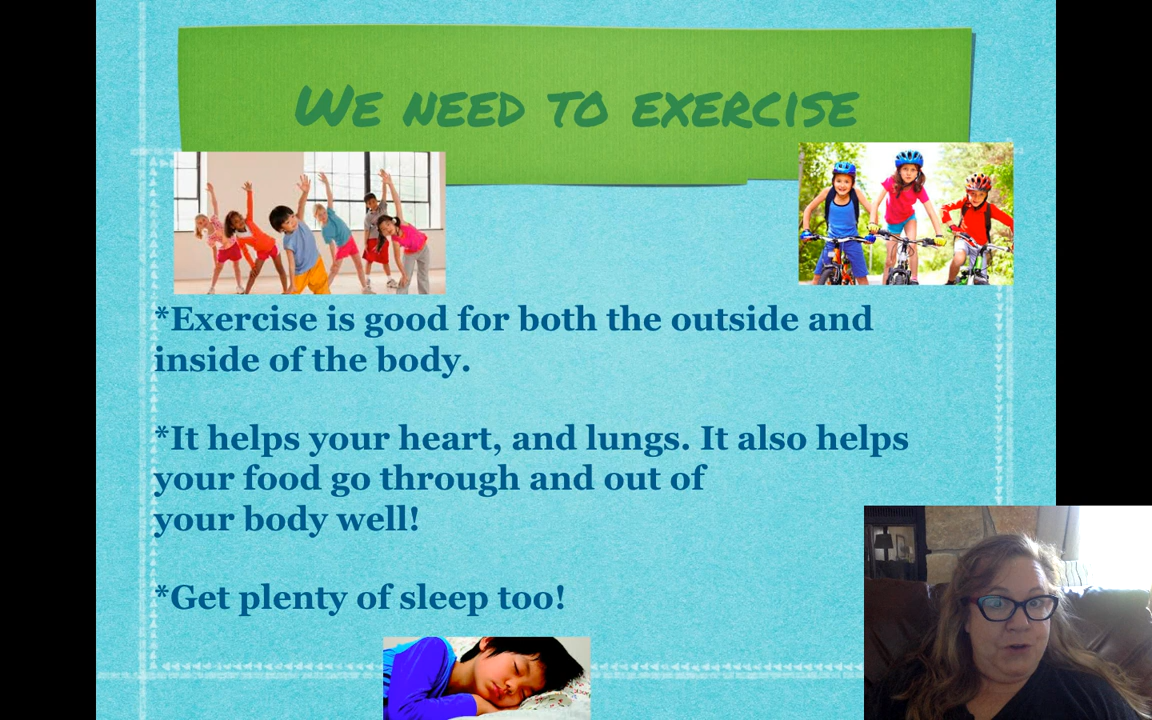 We need to exercise
*Exercise is good for both the outside and
inside of the body.
*It helps your heart, and lungs. It also helps
your food go through and out of
your body well!
*Get plenty of sleep too!